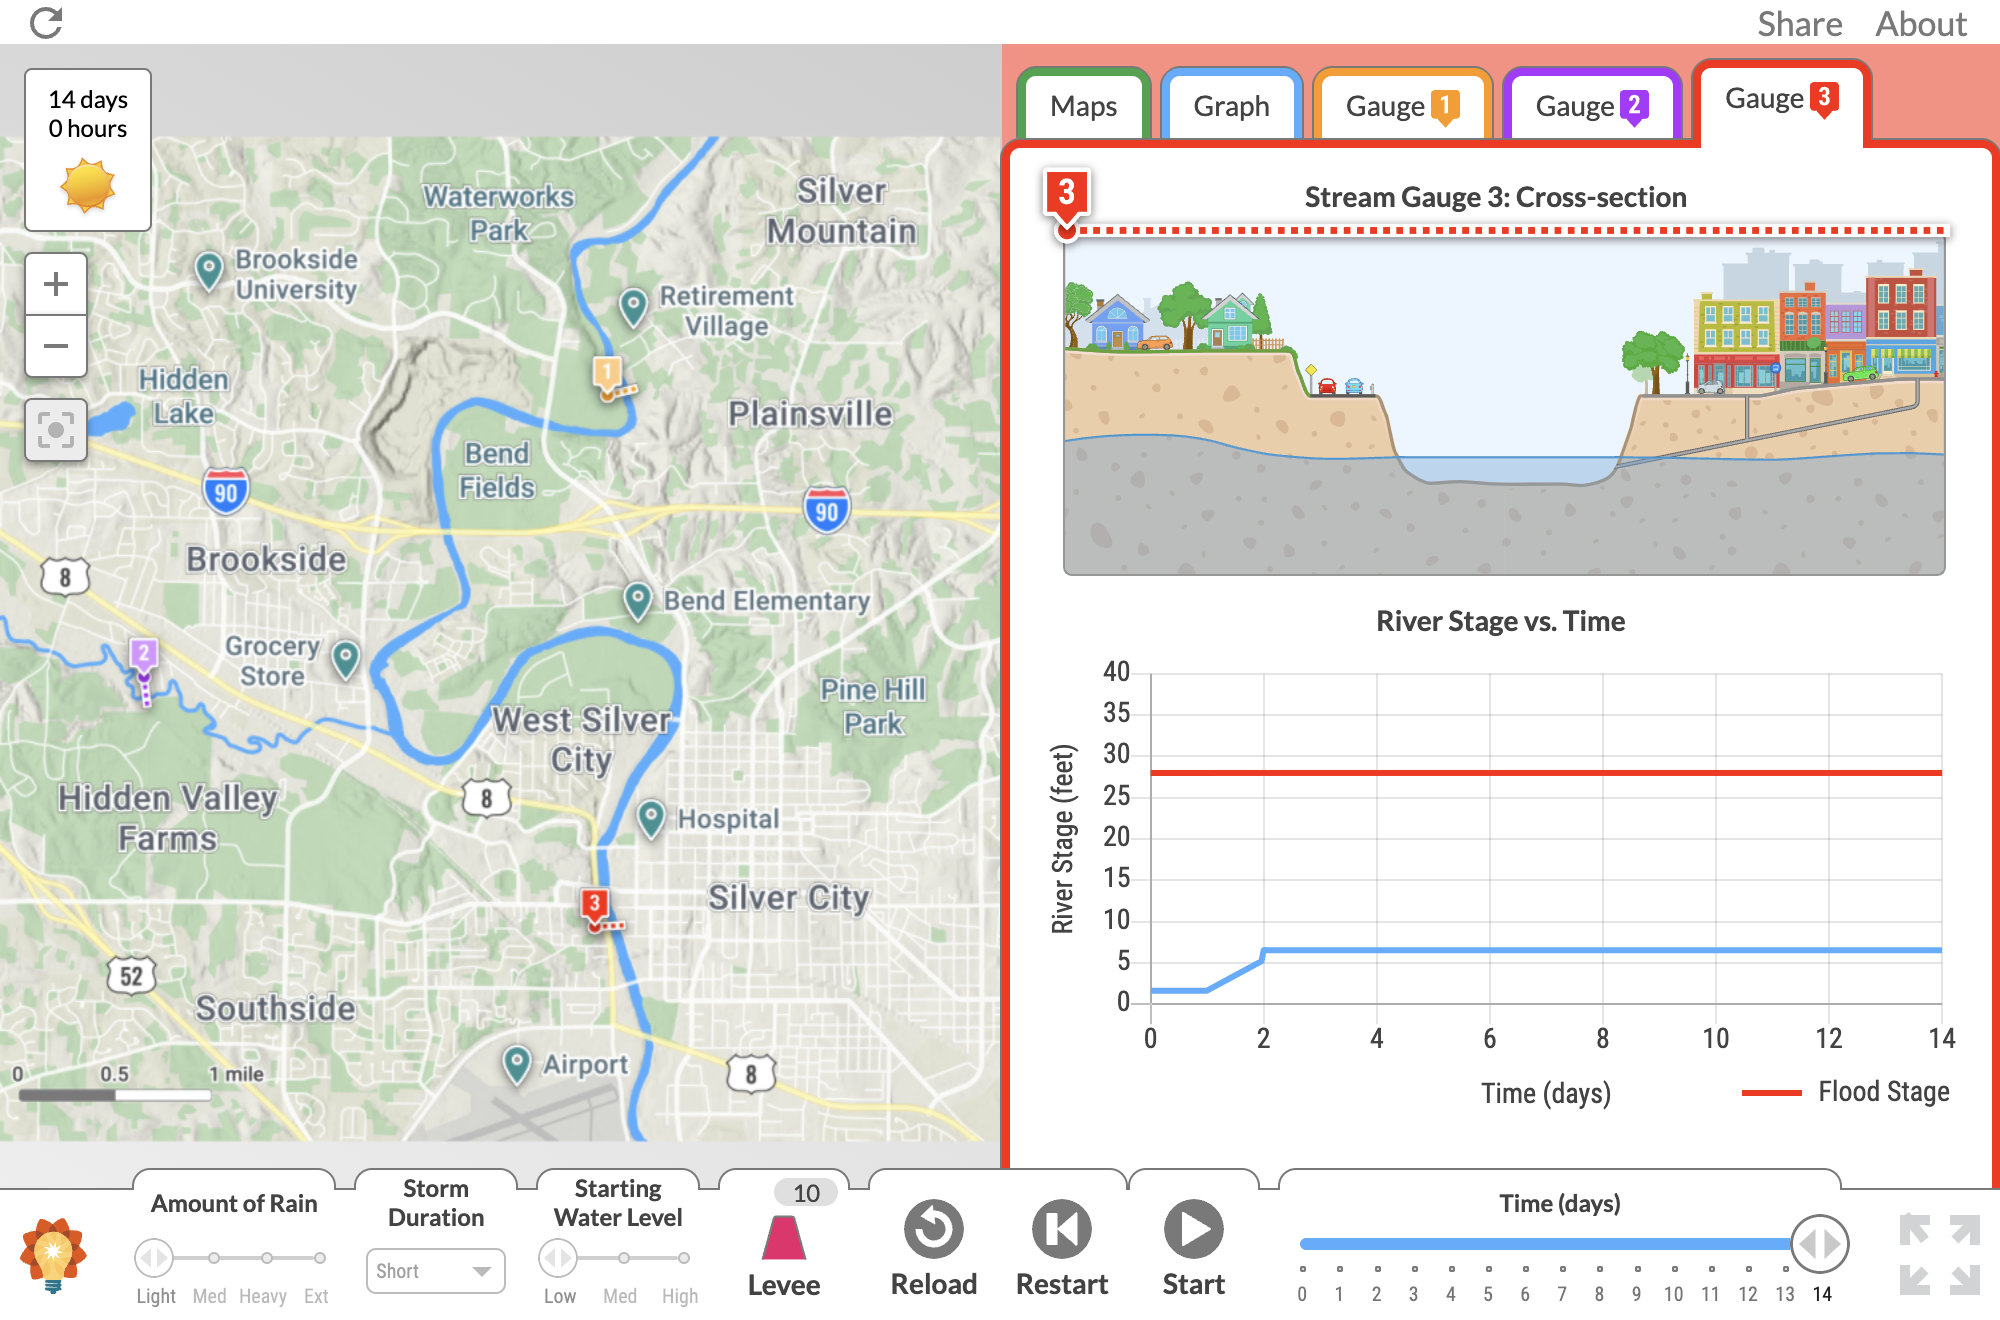 Share About
14 days
0 hours
Maps
Graph
Gauge 1
Gauge 2
Gauge 3
Waterworks
Park
Silver
Mountain
Brookside
University
Retirement
Village
1
Hidden
Lake
Plainsville
Bend
Fields
90
90
Brookside
8
Bend Elementary
Grocery
Store
2
Pine Hill
Park
West Silver
City
Hidden Valley
Farms
8
Hospital
3
Silver City
52
Southside
Airport
8
0 0.5 1 mile
3
Stream Gauge 3: Cross-section
River Stage vs. Time
River Stage (feet)
40
35
30
25
20
15
10
5
0
0 2 4 6 8 10 12 14
Time (days)
Flood Stage
Amount of Rain
Light Med Heavy Ext
Storm
Duration
Short
Starting
Water Level
Low Med High
10
Levee
Reload
Restart
Start
Time (days)
0 1 2 3 4 5 6 7 8 9 10 11 12 13 14